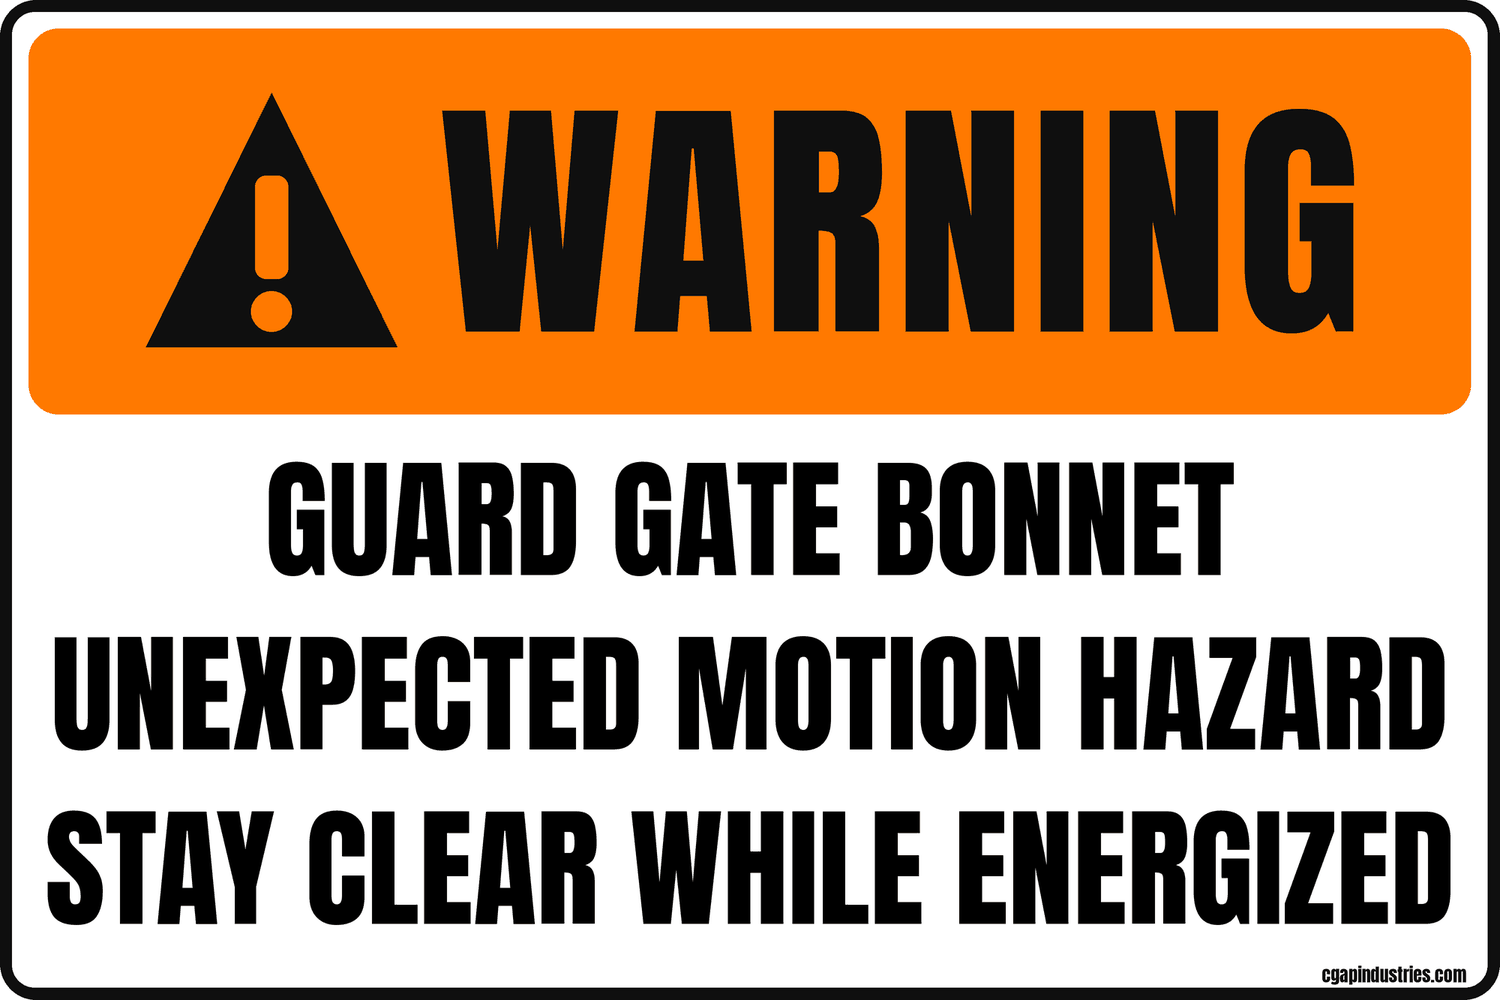 WARNING
GUARD GATE BONNET
UNEXPECTED MOTION HAZARD
STAY CLEAR WHILE ENERGIZED
cgapindustries.com